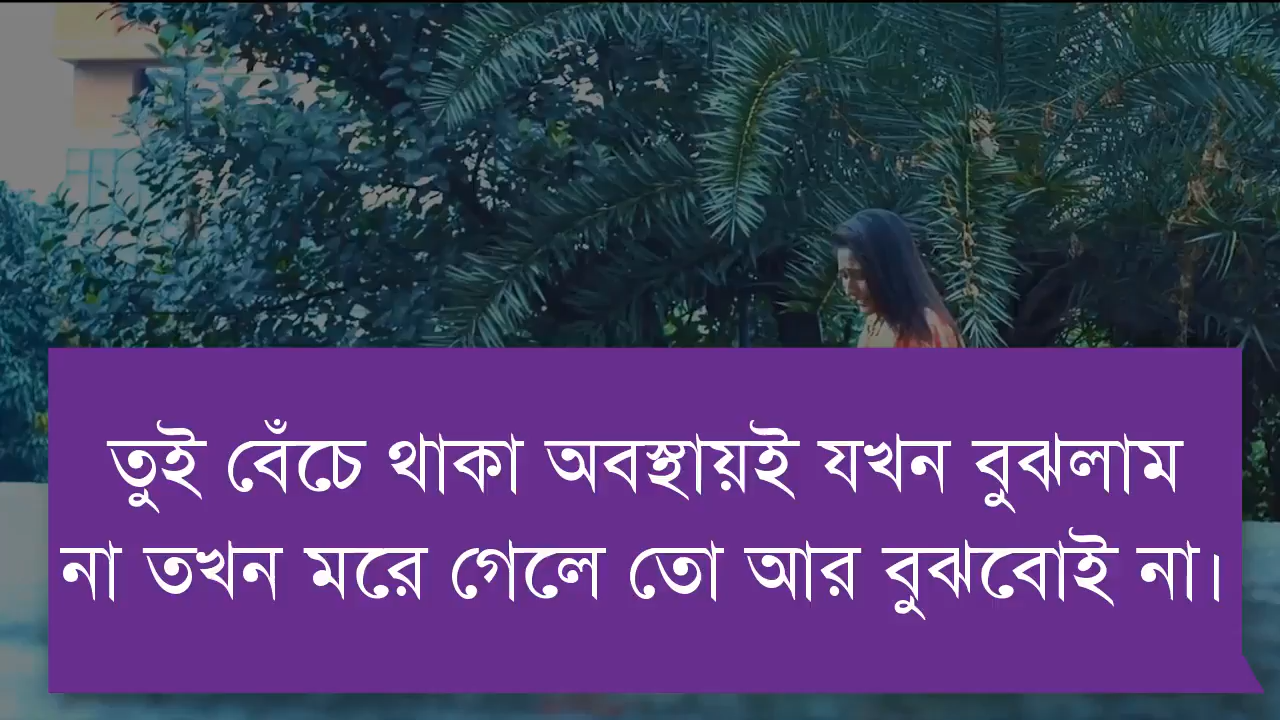 তুই বেঁচে থাকা অবস্থায়ই যখন বুঝলাম
না তখন মরে গেলে তো আর বুঝবোই না।